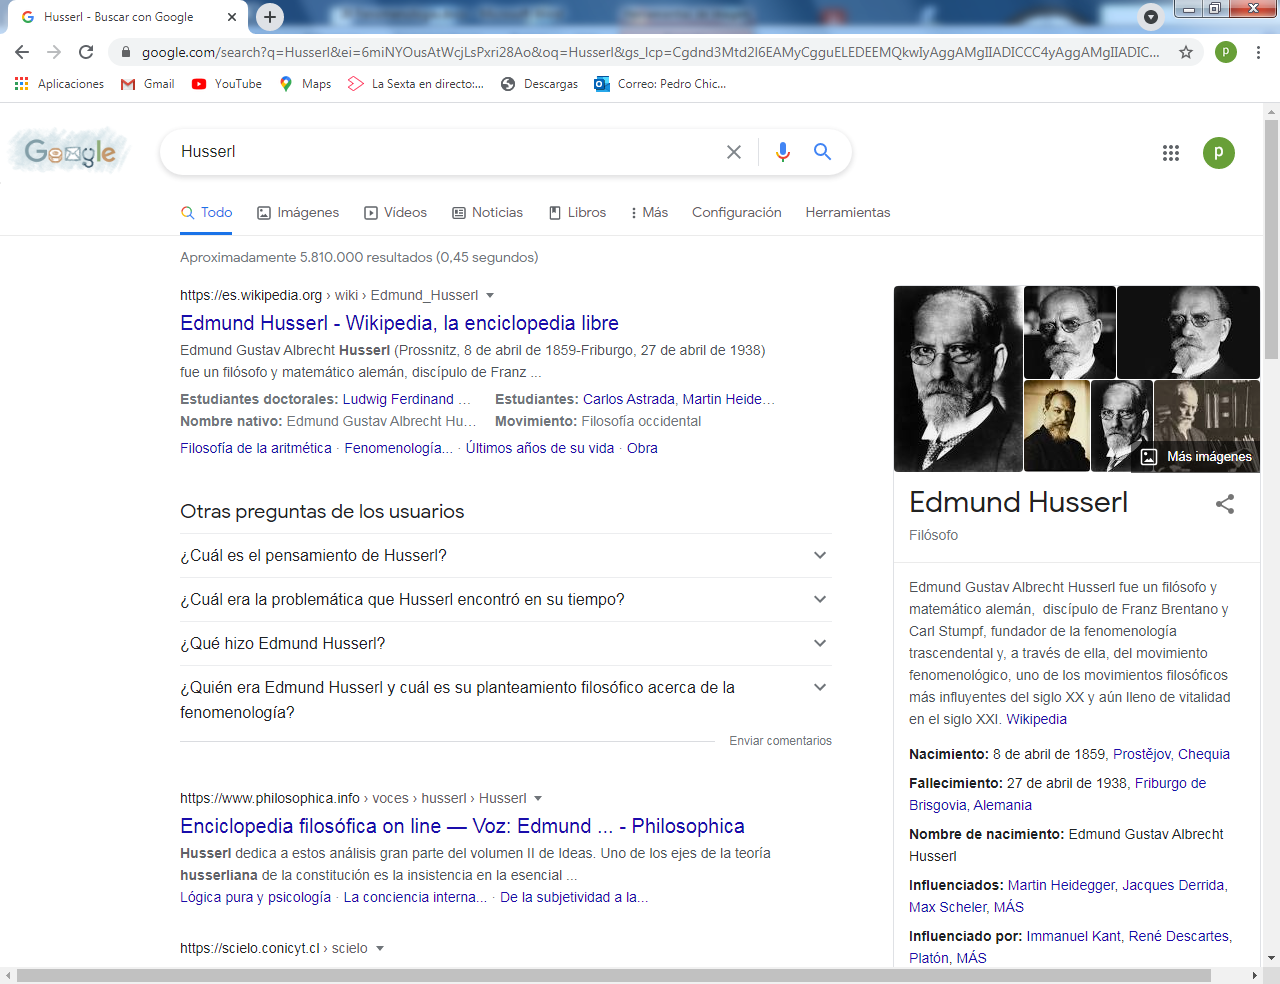 Husserl - Buscar con Google
google.com/search?q=Husserl&ei=6miNYOusAtWcjLsPxri28Ao&oq=Husserl&gs_lcp=Cgdnd3Mtd2l6EAMyCgguELEDEEMQkwIyAggAMgIIADICCC4yAggAMgIIADIC...
P
Aplicaciones Gmail YouTube Maps La Sexta en directo:... Descargas Correo: Pedro Chic...
Google
Husserl
p
Todo Imágenes Vídeos Noticias Libros Más Configuración Herramientas
Aproximadamente 5.810.000 resultados (0,45 segundos)
https://es.wikipedia.org › wiki › Edmund_Husserl
Edmund Husserl - Wikipedia, la enciclopedia libre
Edmund Gustav Albrecht Husserl (Prossnitz, 8 de abril de 1859-Friburgo, 27 de abril de 1938)
fue un filósofo y matemático alemán, discípulo de Franz ...
Estudiantes doctorales: Ludwig Ferdinand ... Estudiantes: Carlos Astrada, Martin Heide...
Nombre nativo: Edmund Gustav Albrecht Hu... Movimiento: Filosofía occidental
Filosofía de la aritmética · Fenomenología... · Últimos años de su vida · Obra
Otras preguntas de los usuarios
¿Cuál es el pensamiento de Husserl?
¿Cuál era la problemática que Husserl encontró en su tiempo?
¿Qué hizo Edmund Husserl?
¿Quién era Edmund Husserl y cuál es su planteamiento filosófico acerca de la
fenomenología?
Enviar comentarios
https://www.philosophica.info › voces › husserl › Husserl
Enciclopedia filosófica on line — Voz: Edmund ... - Philosophica
Husserl dedica a estos análisis gran parte del volumen II de Ideas. Uno de los ejes de la teoría
husserliana de la constitución es la insistencia en la esencial ...
Lógica pura y psicología · La conciencia interna... · De la subjetividad a la...
https://scielo.conicyt.cl › scielo
Más imágenes
Edmund Husserl
Filósofo
Edmund Gustav Albrecht Husserl fue un filósofo y
matemático alemán, discípulo de Franz Brentano y
Carl Stumpf, fundador de la fenomenología
trascendental y, a través de ella, del movimiento
fenomenológico, uno de los movimientos filosóficos
más influyentes del siglo XX y aún lleno de vitalidad
en el siglo XXI. Wikipedia
Nacimiento: 8 de abril de 1859, Prostějov, Chequia
Fallecimiento: 27 de abril de 1938, Friburgo de
Brisgovia, Alemania
Nombre de nacimiento: Edmund Gustav Albrecht
Husserl
Influenciados: Martin Heidegger, Jacques Derrida,
Max Scheler, MÁS
Influenciado por: Immanuel Kant, René Descartes,
Platón, MÁS